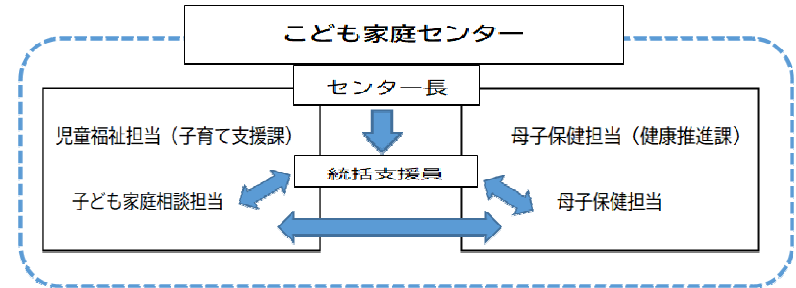 こども家庭センター
センター長
児童福祉担当（子育て支援課）
母子保健担当（健康推進課）
統括支援員
子ども家庭相談担当
母子保健担当